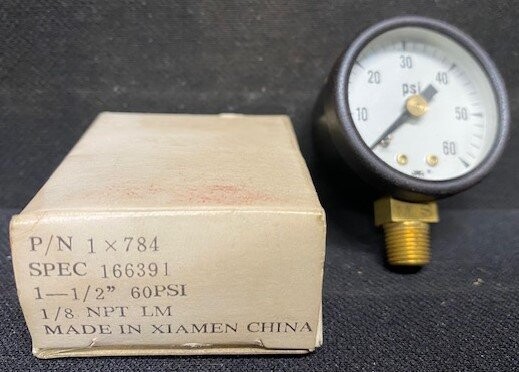 P/N 1×784
SPEC 166391
1—1/2" 60PSI
1/8 NPT LM
MADE IN XIAMEN CHINA
10
20
30
40
50
60
psi